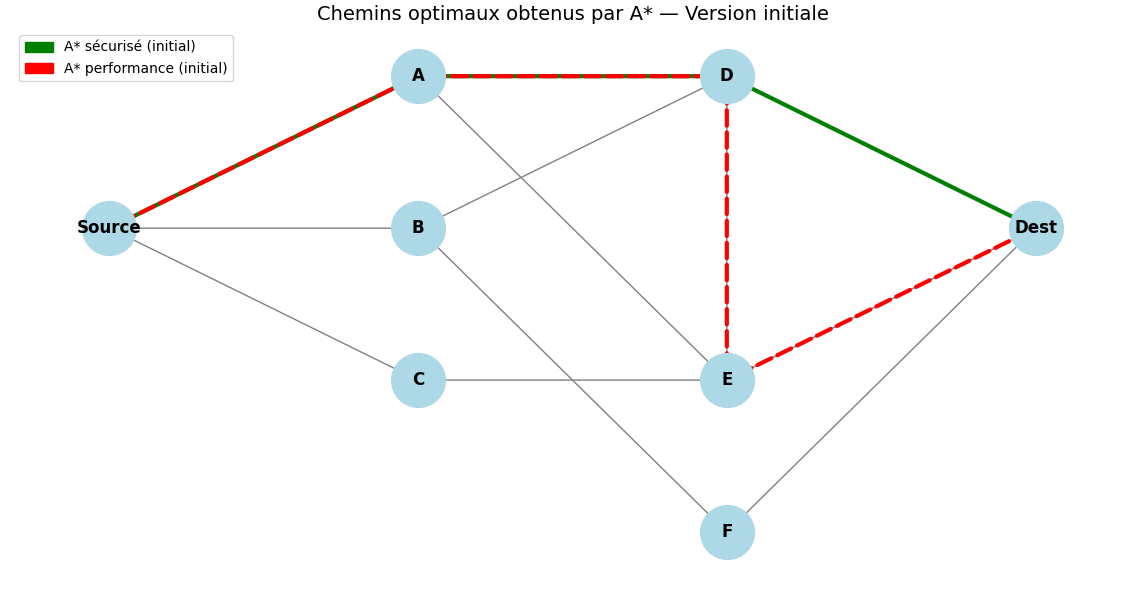 Chemins optimaux obtenus par A* — Version initiale
A* sécurisé (initial)
A* performance (initial)
A
D
Source
B
Dest
C
E
F